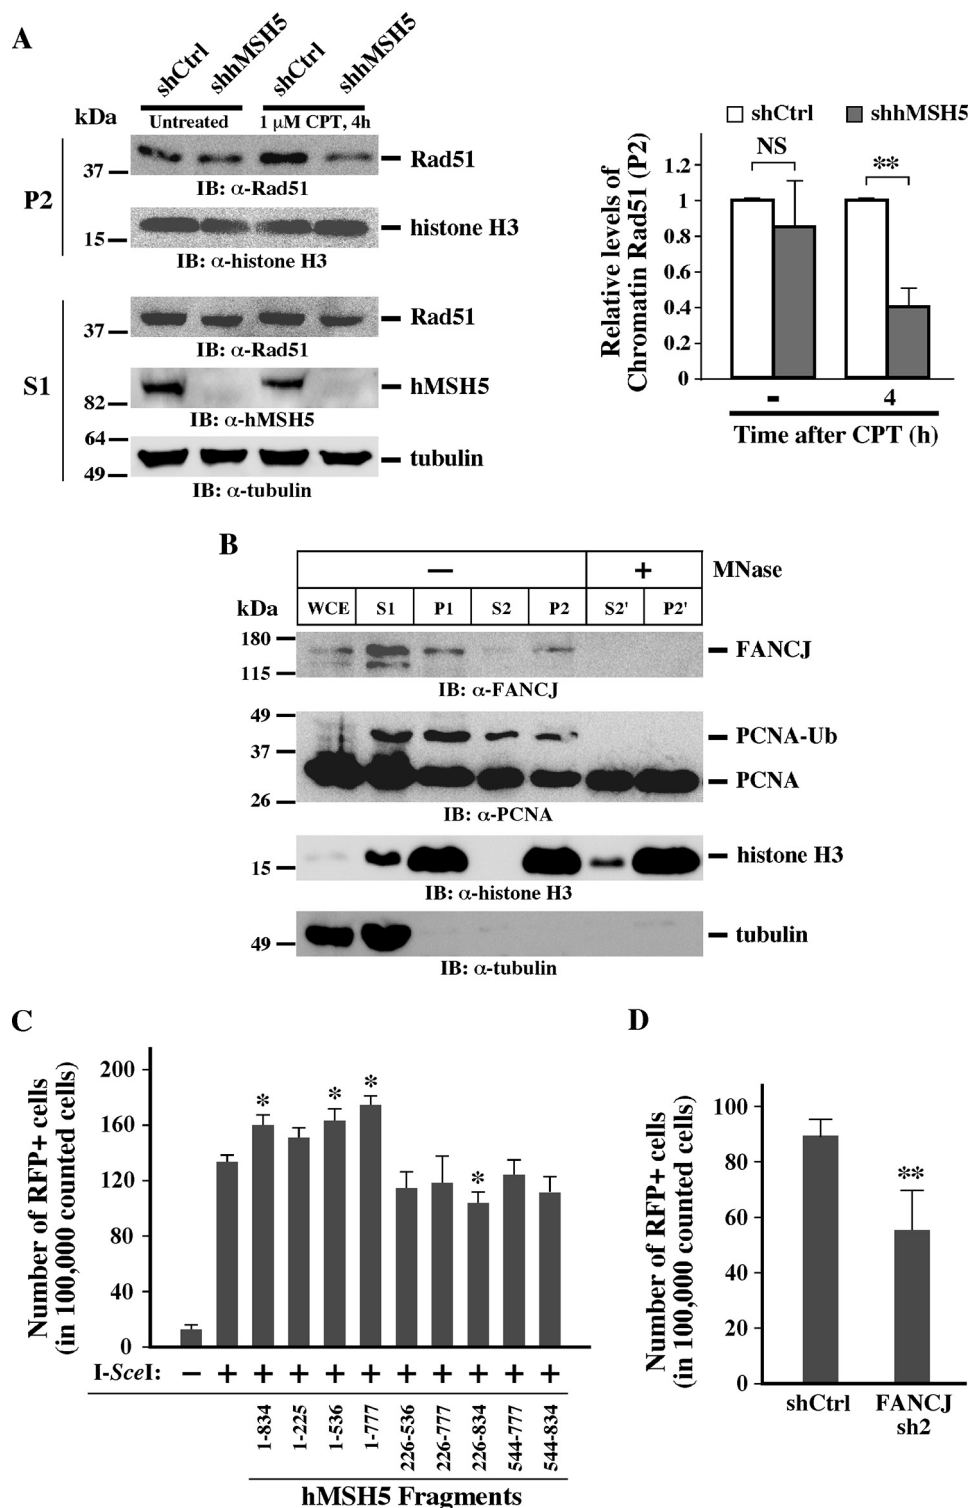 A
shCtrl
shhMSH5
shCtrl
shhMSH5
kDa
Untreated
1 μM CPT, 4h
P2
37
Rad51
IB: α-Rad51
15
histone H3
IB: α-histone H3
S1
37
Rad51
IB: α-Rad51
82
hMSH5
IB: α-hMSH5
64
49
tubulin
IB: α-tubulin
shCtrl
shhMSH5
Relative levels of
Chromatin Rad51 (P2)
1.2
1
0.8
0.6
0.4
0.2
0
NS
**
-
4
Time after CPT (h)
B
— + MNase
kDa
WCE S1 P1 S2 P2 S2' P2'
180
115
FANCJ
IB: α-FANCJ
49
37
26
PCNA-Ub
PCNA
IB: α-PCNA
15
histone H3
IB: α-histone H3
49
tubulin
IB: α-tubulin
C
Number of RFP+ cells
(in 100,000 counted cells)
200
160
120
80
40
0
* * * *
I-SceI: — + + + + + + + + + +
1-834
1-225
1-536
1-777
226-536
226-777
226-834
544-777
544-834
hMSH5 Fragments
D
Number of RFP+ cells
(in 100,000 counted cells)
100
80
60
40
20
0
**
shCtrl
FANCJ
sh2